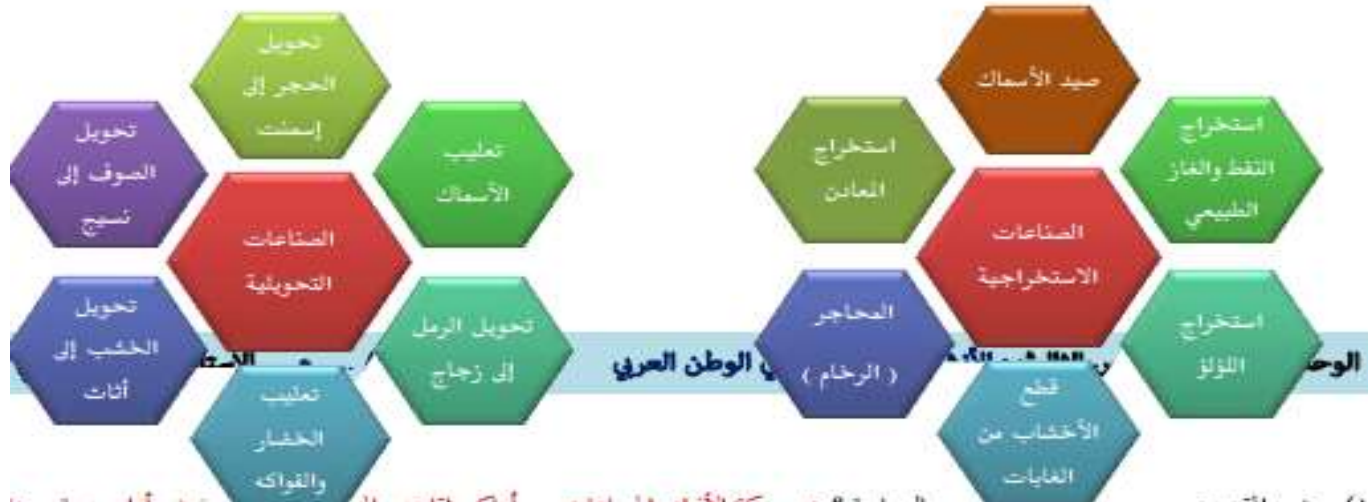 صيد الأسماك
استخراج
النفط والغاز
الطبيعي
استخراج
اللؤلؤ
قطع
الأخشاب من
الغابات
المحاجر
( الرخام )
استخراج
المعادن
الصناعات
الاستخراجية
تحويل
الحجر إلى
إسمنت
تعليب
الأسماك
تحويل الرمل
إلى زجاج
تعليب
الخضار
والفواكه
تحويل
الخشب إلى
أثاث
تحويل
الصوف إلى
نسيج
الصناعات
التحويلية
الوطن العربي